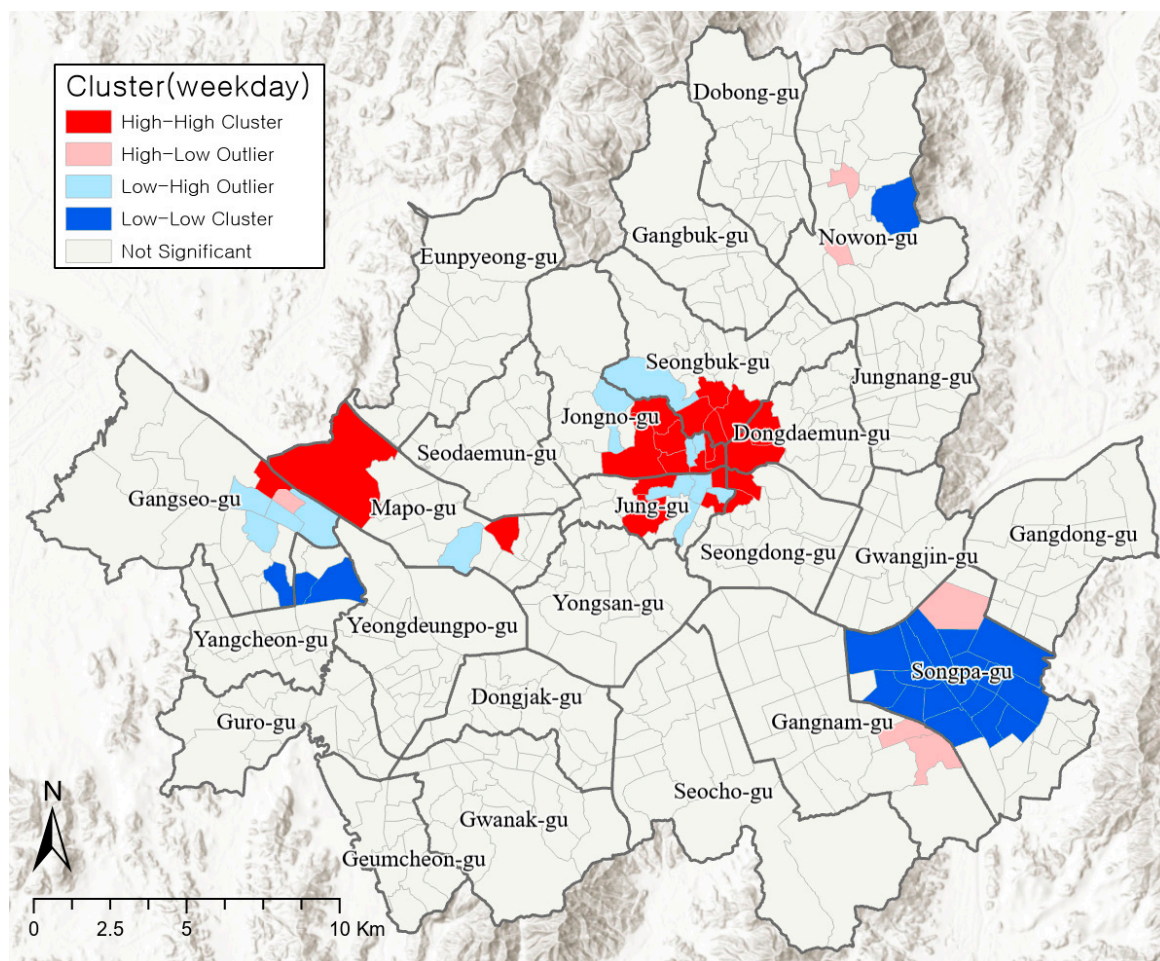 Cluster(weekday)
High-High Cluster
High-Low Outlier
Low-High Outlier
Low-Low Cluster
Not Significant
Dobong-gu
Gangbuk-gu
Nowon-gu
Eunpyeong-gu
Seongbuk-gu
Jungnang-gu
Jongno-gu
Dongdaemun-gu
Seodaemun-gu
Gangseo-gu
Mapo-gu
Jung-gu
Gangdong-gu
Seongdong-gu
Gwangjin-gu
Yongsan-gu
Yangcheon-gu
Yeongdeungpo-gu
Songpa-gu
Dongjak-gu
Guro-gu
Gangnam-gu
Seocho-gu
Gwanak-gu
Geumcheon-gu
N
0 2.5 5 10 Km